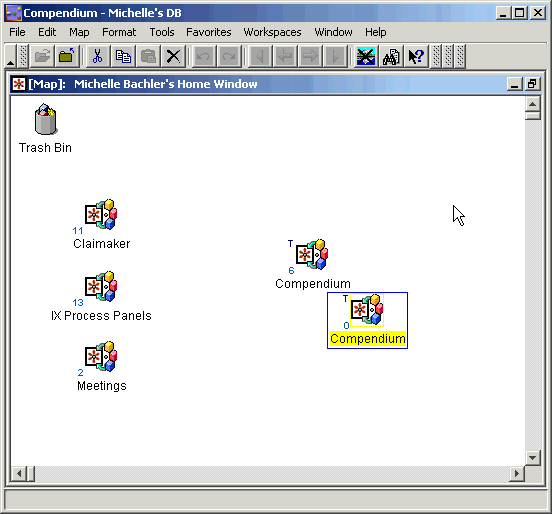 Compendium - Michelle's DB
File Edit Map Format Tools Favorites Workspaces Window Help
[Map]: Michelle Bachler's Home Window
Trash Bin
11
Claimaker
T
6
Compendium
13
IX Process Panels
T
0
Compendium
2
Meetings